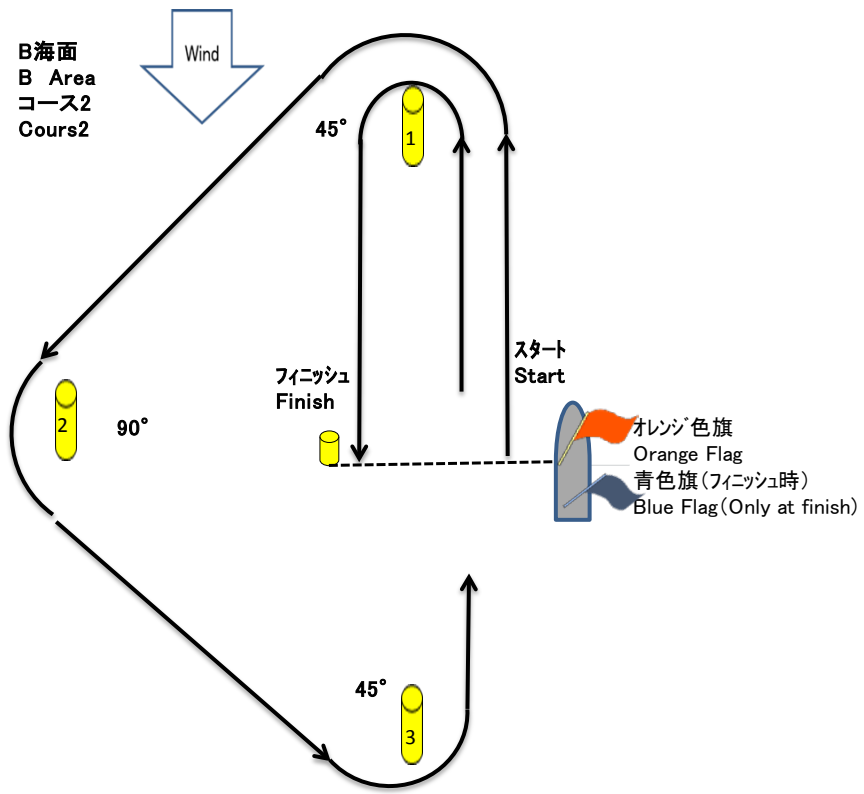 B海面
B Area
コース2
Cours2
Wind
45°
1
スタート
Start
フィニッシュ
Finish
2
90°
オレンジ色旗
Orange Flag
青色旗(フィニッシュ時)
Blue Flag(Only at finish)
45°
3